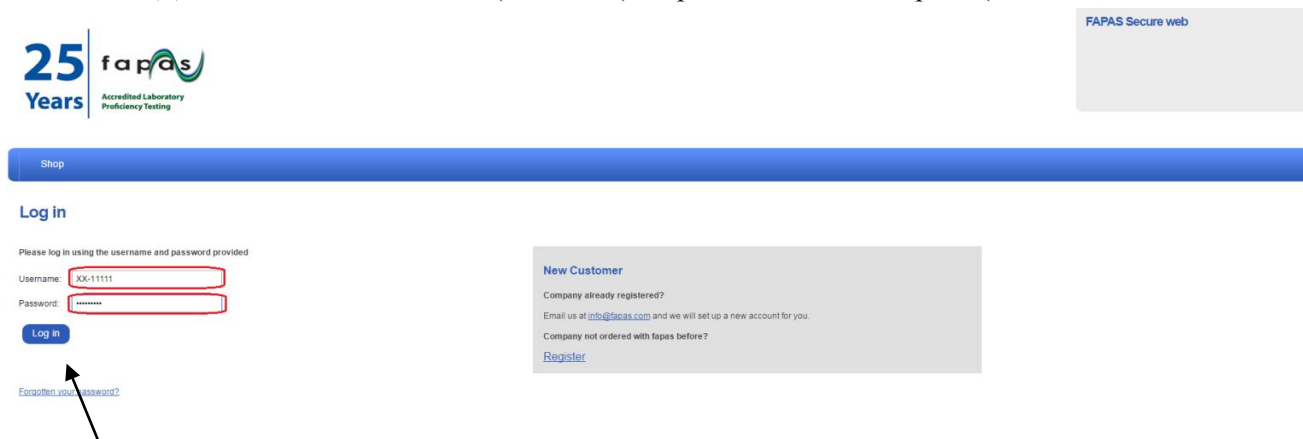 FAPAS Secure web
25
Years
fapas
Accredited Laboratory
Proficiency Testing
Shop
Log in
Please log in using the username and password provided
Username: XX-11111
Password: •••••••••
Log in
Forgotten your password?
New Customer
Company already registered?
Email us at info@fapas.com and we will set up a new account for you.
Company not ordered with fapas before?
Register